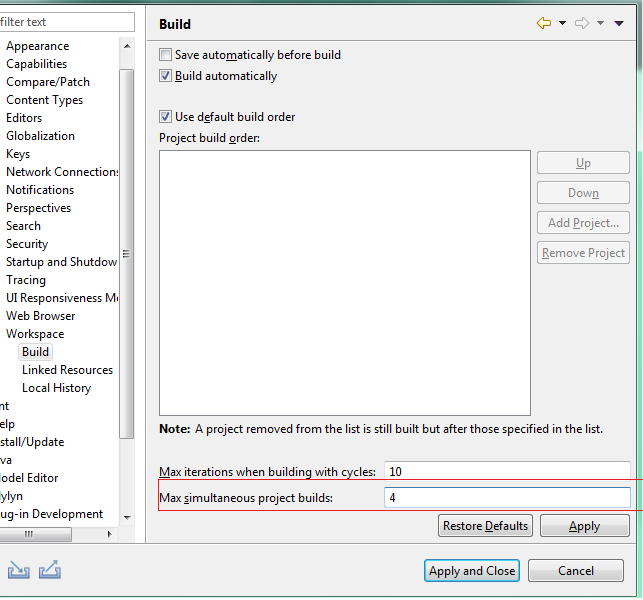 filter text
Appearance
Capabilities
Compare/Patch
Content Types
Editors
Globalization
Keys
Network Connections
Notifications
Perspectives
Search
Security
Startup and Shutdow
Tracing
UI Responsiveness Mo
Web Browser
Workspace
Build
Linked Resources
Local History
nt
elp
stall/Update
va
odel Editor
ylyn
ug-in Development
Build
Save automatically before build
Build automatically
Use default build order
Project build order:
Up
Down
Add Project...
Remove Project
Note: A project removed from the list is still built but after those specified in the list.
Max iterations when building with cycles: 10
Max simultaneous project builds: 4
Restore Defaults Apply
Apply and Close Cancel